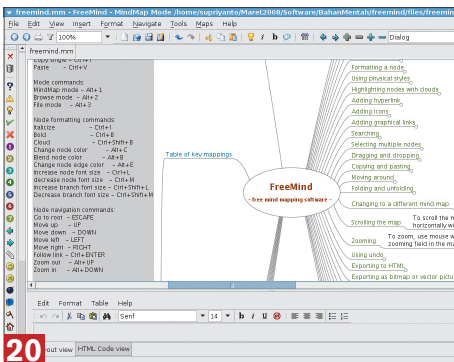 freemind.mm - FreeMind - MindMap Mode /home/supriyanto/Maret2008/Software/BahanMental/freemind/files/freemin
File Edit View Insert Format Navigate Tools Maps Help
100% Dialog
freemind.mm
Copy single - Ctrl+Y
Paste - Ctrl+V
Node commands:
MindMap mode - Alt+1
Browse mode - Alt+2
File mode - Alt+3
Node formatting commands:
Italicize - Ctrl+I
Bold - Ctrl+B
Cloud - Ctrl+Shift+B
Change node color - Alt+C
Blend node color - Alt+B
Change node edge color - Alt+E
Increase node font size - Ctrl+L
decrease node font size - Ctrl+M
Increase branch font size - Ctrl+Shift+L
Decrease branch font size - Ctrl+Shift+M
Node navigation commands:
Go to root - ESCAPE
Move up - UP
Move down - DOWN
Move left - LEFT
Move right - RIGHT
Follow link - Ctrl+ENTER
Zoom out - Alt+UP
Zoom in - Alt+DOWN
Table of key mappings
FreeMind
- free mind mapping software -
Formatting a node
Using physical styles
Highlighting nodes with clouds
Adding hyperlink
Adding Icons
Adding graphical links
Searching
Selecting multiple nodes
Dragging and dropping
Copying and pasting
Moving around
Folding and unfolding
Changing to a different mind map
Scrolling the map
To scroll the m
horizontally wi
Zooming
To zoom, use mouse w
zooming field in the ma
Using undo
Exporting to HTML
Exporting as bitmap or vector pictu
Edit Format Table Help
Serif 14 b i u
20
out view HTML Code view